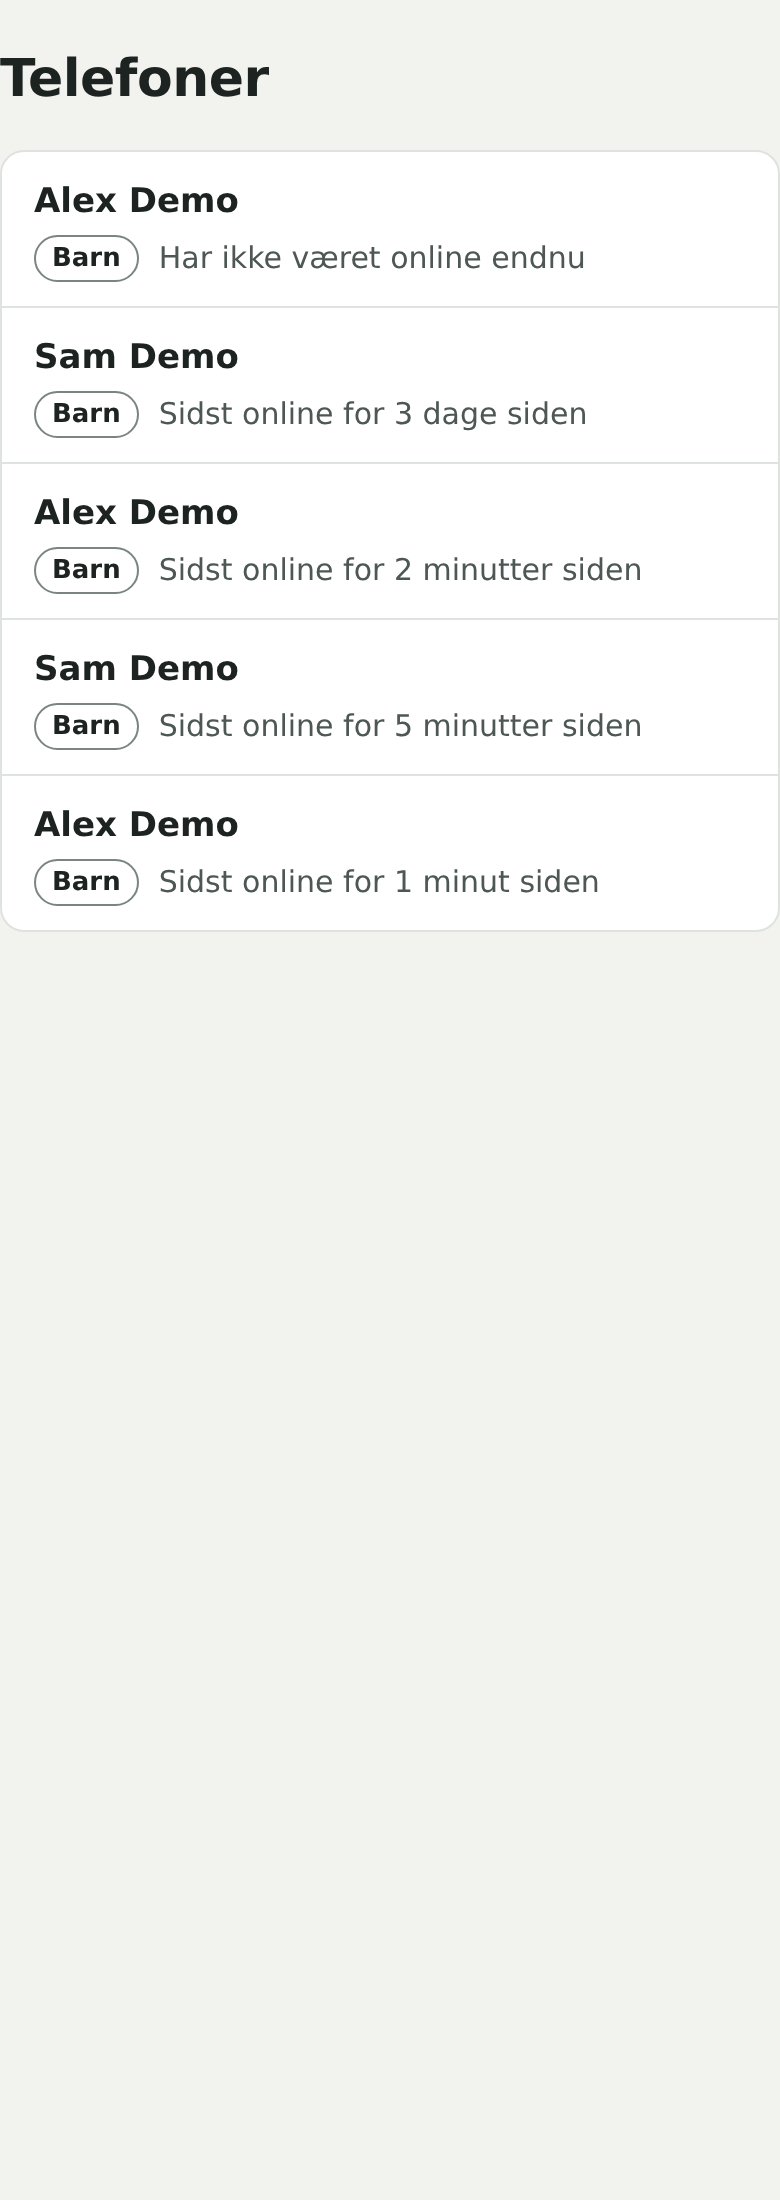 Telefoner
Alex Demo
Barn Har ikke været online endnu
Sam Demo
Barn Sidst online for 3 dage siden
Alex Demo
Barn Sidst online for 2 minutter siden
Sam Demo
Barn Sidst online for 5 minutter siden
Alex Demo
Barn Sidst online for 1 minut siden